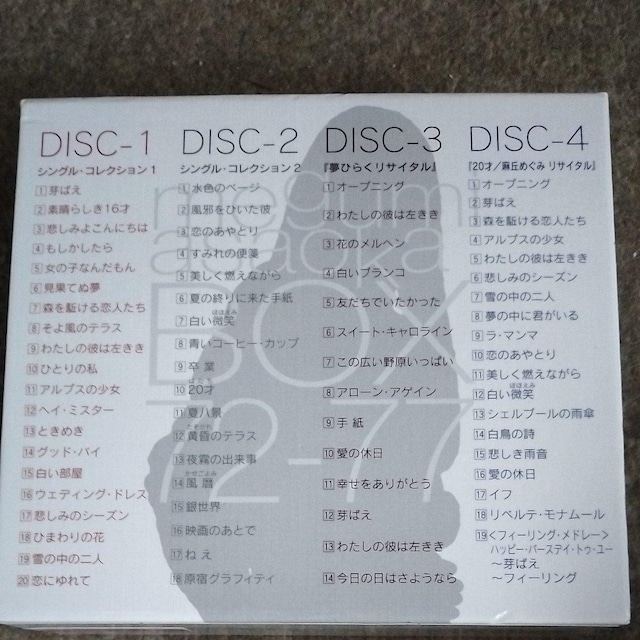 DISC-1
シングル・コレクション1
1 芽ばえ
2 素晴らしき16才
3 悲しみよこんにちは
4 もしかしたら
5 女の子なんだもん
6 見果てぬ夢
7 森を駈ける恋人たち
8 そよ風のテラス
9 わたしの彼は左きき
10 ひとりの私
11 アルプスの少女
12 ヘイ・ミスター
13 ときめき
14 グッド・バイ
15 白い部屋
16 ウェディング・ドレス
17 悲しみのシーズン
18 ひまわりの花
19 雪の中の二人
20 恋にゆれて
DISC-2
シングル・コレクション2
1 水色のページ
2 風邪をひいた彼
3 恋のあやとり
4 すみれの便箋
5 美しく燃えながら
6 夏の終りに来た手紙
ほほえみ
7 白い微笑
8 青いコーヒー・カップ
9 卒業
はたち
10 20才
11 夏八景
たそがれ
12 黄昏のテラス
13 夜霧の出来事
かぜごよみ
14 風暦
15 銀世界
16 映画のあとで
17 ねえ
18 原宿グラフィティ
DISC-3
『夢ひらくリサイタル』
1 オープニング
2 わたしの彼は左きき
3 花のメルヘン
4 白いブランコ
5 友だちでいたかった
6 スイート・キャロライン
7 この広い野原いっぱい
8 アローン・アゲイン
9 手紙
10 愛の休日
11 幸せをありがとう
12 芽ばえ
13 わたしの彼は左きき
14 今日の日はさようなら
DISC-4
『20才/麻丘めぐみ リサイタル』
1 オープニング
2 芽ばえ
3 森を駈ける恋人たち
4 アルプスの少女
5 わたしの彼は左きき
6 悲しみのシーズン
7 雪の中の二人
8 夢の中に君がいる
9 ラ・マンマ
10 恋のあやとり
11 美しく燃えながら
ほほえみ
12 白い微笑
13 シェルブールの雨傘
14 白鳥の詩
15 悲しき雨音
16 愛の休日
17 イフ
18 リベルテ・モナムール
19 <フィーリング・メドレー>
ハッピー・バースデイ・トゥ・ユー
〜芽ばえ
〜フィーリング
megumi
asaoka
BOX
72-77